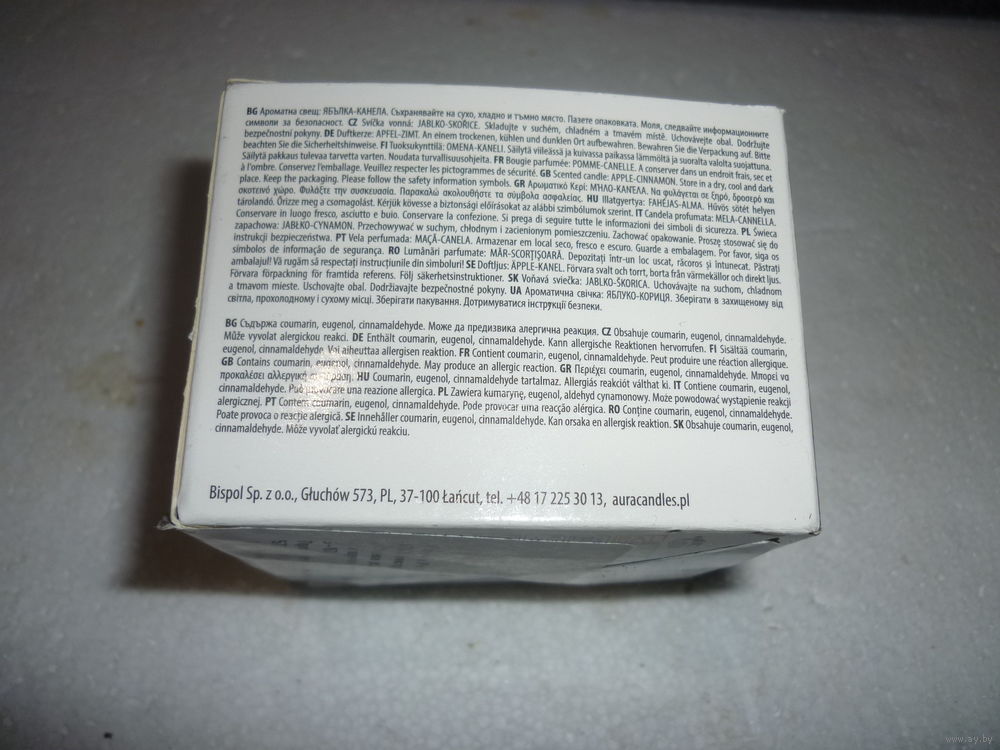 BG Ароматна свещ: ЯБЪЛКА-КАНЕЛА. Съхранявайте на сухо, хладно и тъмно място. Пазете опаковката. Моля, следвайте информационните
символи за безопасност. CZ Svíčka vonná: JABLKO-SKOŘICE. Skladujte v suchém, chladném a tmavém místě. Uchovávejte obal. Dodržujte
bezpečnostní pokyny. DE Duftkerze: APFEL-ZIMT. An einem trockenen, kühlen und dunklen Ort aufbewahren. Bewahren Sie die Verpackung auf. Bitte
beachten Sie die Sicherheitshinweise. FI Tuoksukynttilä: OMENA-KANELI. Säilytä viileässä ja kuivassa paikassa lämmöltä ja suoralta valolta suojattuna.
Säilytä pakkaus tulevaa tarvetta varten. Noudata turvallisuusohjeita. FR Bougie parfumée: POMME-CANELLE. A conserver dans un endroit frais, sec et
à l'ombre. Conservez l'emballage. Veuillez respecter les pictogrammes de sécurité. GB Scented candle: APPLE-CINNAMON. Store in a dry, cool and dark
place. Keep the packaging. Please follow the safety information symbols. GR Αρωματικό Κερί: ΜΗΛΟ-ΚΑΝΕΛΑ. Να φυλάγεται σε ξηρό, δροσερό και
σκοτεινό χώρο. Φυλάξτε την συσκευασία. Παρακαλώ ακολουθήστε τα σύμβολα ασφαλείας. HU Illatgyertya: FAHÉJAS-ALMA. Hűvös sötét helyen
tárolandó. Őrizze meg a csomagolást. Kérjük kövesse a biztonsági előírásokat az alábbi szimbólumok szerint. IT Candela profumata: MELA-CANNELLA.
Conservare in luogo fresco, asciutto e buio. Conservare la confezione. Si prega di seguire tutte le informazioni dei simboli di sicurezza. PL Świeca
zapachowa: JABŁKO-CYNAMON. Przechowywać w suchym, chłodnym i zacienionym pomieszczeniu. Zachować opakowanie. Proszę stosować się do
instrukcji bezpieczeństwa. PT Vela perfumada: MAÇÃ-CANELA. Armazenar em local seco, fresco e escuro. Guarde a embalagem. Por favor, siga os
símbolos de informação de segurança. RO Lumânări parfumate: MĂR-SCORŢIŞOARĂ. Depozitaţi într-un loc uscat, răcoros şi întunecat. Păstraţi
ambalajul! Vă rugăm să respectaţi instrucţiunile din simboluri! SE Doftljus: ÄPPLE-KANEL. Förvara svalt och torrt, borta från värmekällor och direkt ljus.
Förvara förpackning för framtida referens. Följ säkerhetsinstruktioner. SK Voňavá sviečka: JABLKO-ŠKORICA. Uchovávajte na suchom, chladnom
a tmavom mieste. Uschovajte obal. Dodržiavajte bezpečnostné pokyny. UA Ароматична свічка: ЯБЛУКО-КОРИЦЯ. Зберігати в захищеному від
світла, прохолодному і сухому місці. Зберігати пакування. Дотримуватися інструкції безпеки.
BG Съдържа coumarin, eugenol, cinnamaldehyde. Може да предизвика алергична реакция. CZ Obsahuje coumarin, eugenol, cinnamaldehyde.
Může vyvolat alergickou reakci. DE Enthält coumarin, eugenol, cinnamaldehyde. Kann allergische Reaktionen hervorrufen. FI Sisältää coumarin,
eugenol, cinnamaldehyde. Voi aiheuttaa allergisen reaktion. FR Contient coumarin, eugenol, cinnamaldehyde. Peut produire une réaction allergique.
GB Contains coumarin, eugenol, cinnamaldehyde. May produce an allergic reaction. GR Περιέχει coumarin, eugenol, cinnamaldehyde. Μπορεί να
προκαλέσει αλλεργική αντίδραση. HU Coumarin, eugenol, cinnamaldehyde tartalmaz. Allergiás reakciót válthat ki. IT Contiene coumarin, eugenol,
cinnamaldehyde. Può provocare una reazione allergica. PL Zawiera kumarynę, eugenol, aldehyd cynamonowy. Może powodować wystąpienie reakcji
alergicznej. PT Contem coumarin, eugenol, cinnamaldehyde. Pode provocar uma reacção alérgica. RO Conţine coumarin, eugenol, cinnamaldehyde.
Poate provoca o reacţie alergică. SE Innehåller coumarin, eugenol, cinnamaldehyde. Kan orsaka en allergisk reaktion. SK Obsahuje coumarin, eugenol,
cinnamaldehyde. Môže vyvolať alergickú reakciu.
Bispol Sp. z o.o., Głuchów 573, PL, 37-100 Łańcut, tel. +48 17 225 30 13, auracandles.pl
www.ay.by